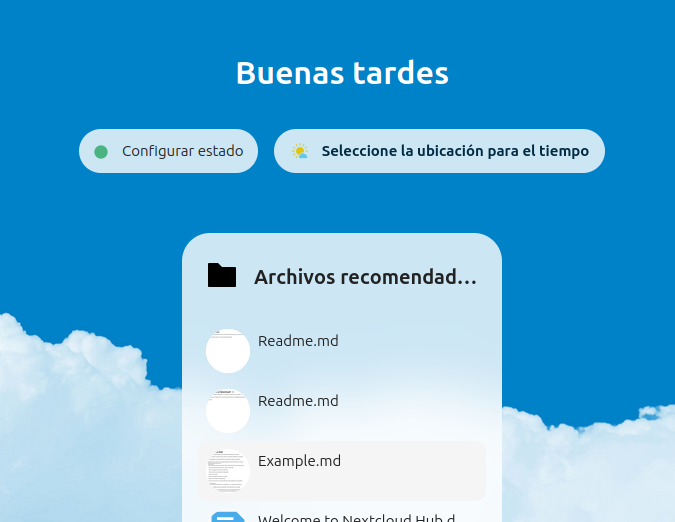 Buenas tardes
Configurar estado
Seleccione la ubicación para el tiempo
Archivos recomendad…
Readme.md
Readme.md
Example.md
Welcome to Nextcloud Hub.d